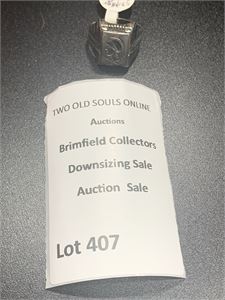 TWO OLD SOULS ONLINE
Auctions
Brimfield Collectors
Downsizing Sale
Auction Sale
Lot 407